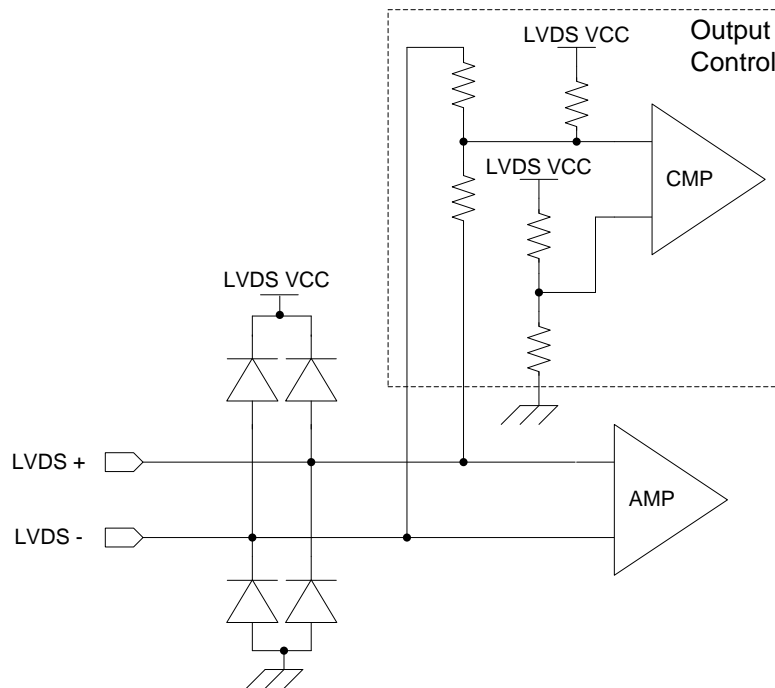 Output
Control
LVDS VCC
LVDS VCC
CMP
LVDS VCC
LVDS +
AMP
LVDS -